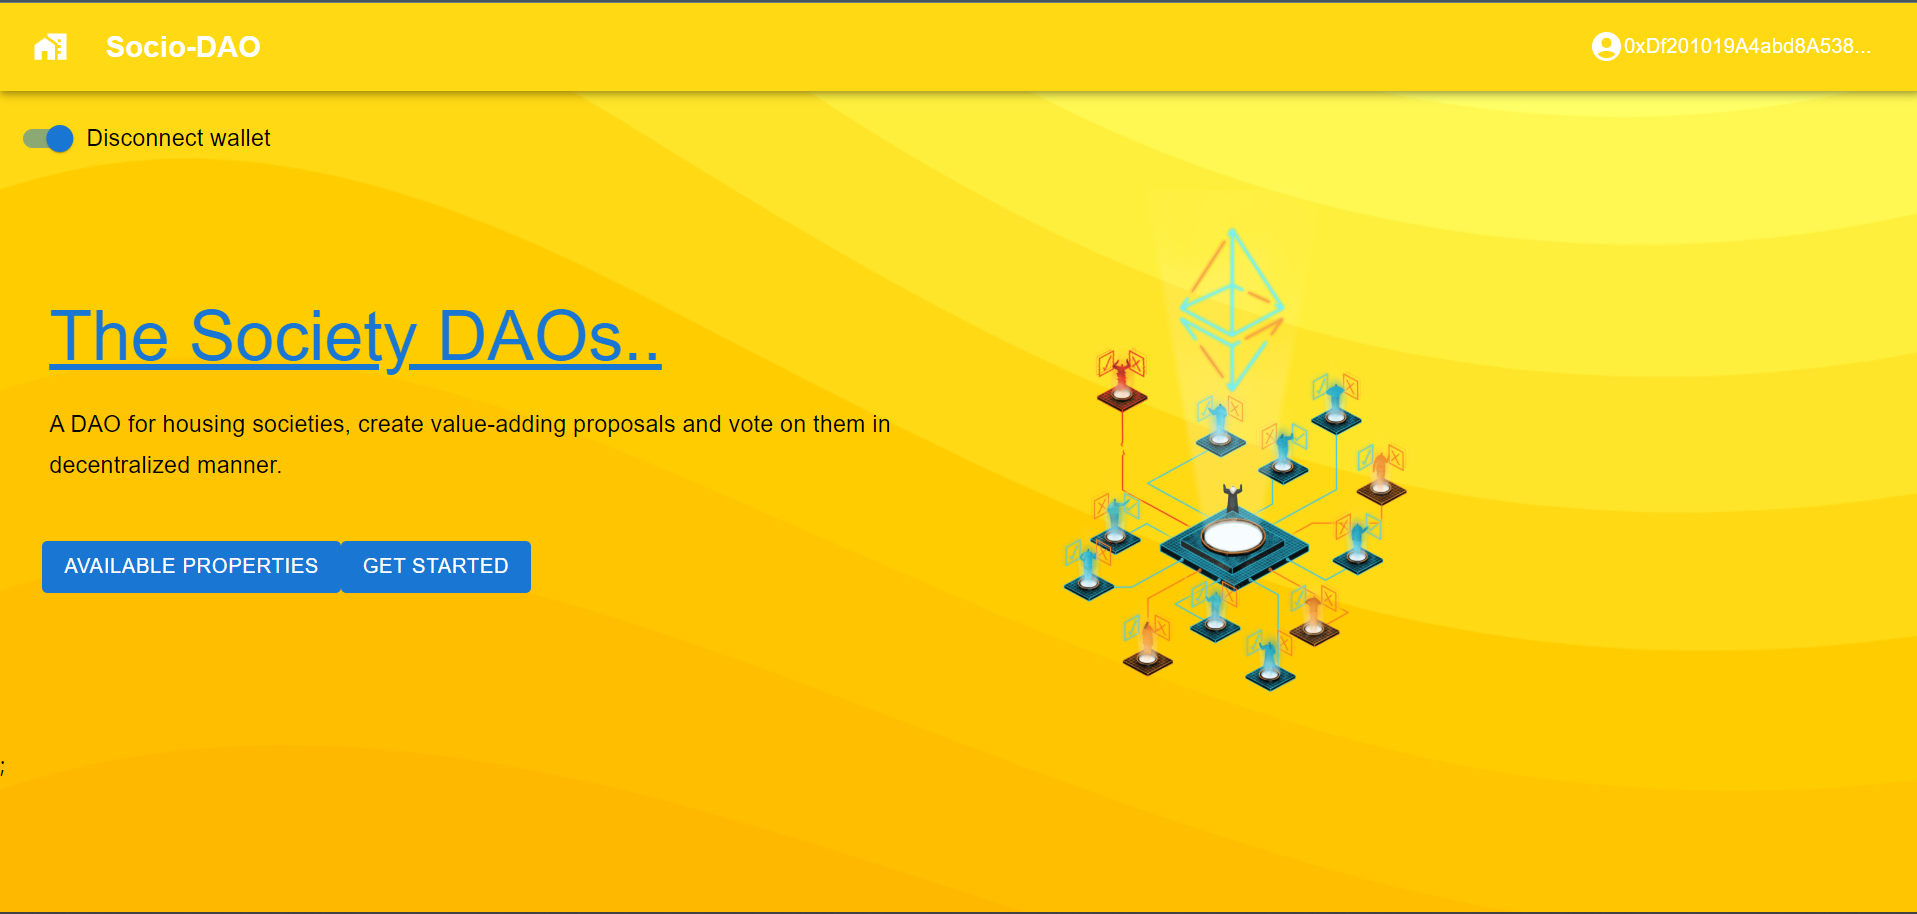 Socio-DAO
0xDf201019A4abd8A538...
Disconnect wallet
The Society DAOs..
A DAO for housing societies, create value-adding proposals and vote on them in
decentralized manner.
AVAILABLE PROPERTIES
GET STARTED
;